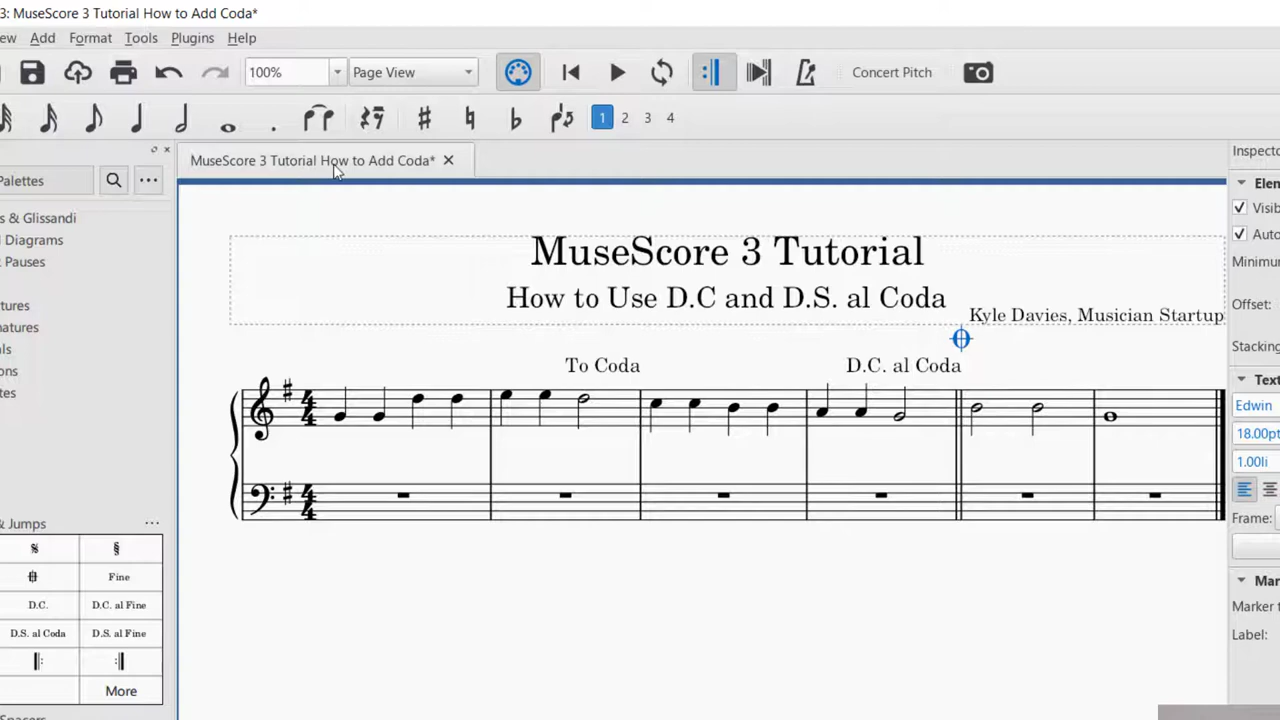 3: MuseScore 3 Tutorial How to Add Coda*
ew Add Format Tools Plugins Help
100% Page View Concert Pitch
1 2 3 4
MuseScore 3 Tutorial How to Add Coda*
Inspecto
Palettes
Elen
s & Glissandi
Visib
l Diagrams
Auto
Pauses
Minimur
MuseScore 3 Tutorial
How to Use D.C and D.S. al Coda
Offset:
tures
Kyle Davies, Musician Startup
natures
Stacking
ls
To Coda D.C. al Coda
ons
Text
tes
Edwin
18.00pt
1.00li
Frame:
& Jumps
Fine
Mar
D.C. D.C. al Fine
Marker t
D.S. al Coda D.S. al Fine
Label:
More
Spacers